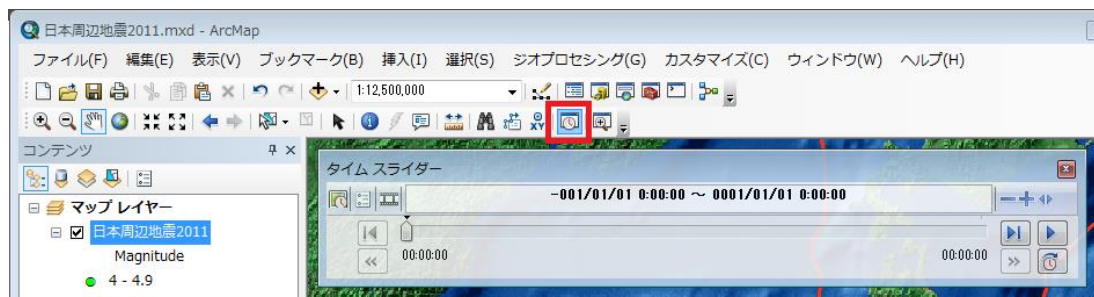 日本周辺地震2011.mxd - ArcMap
ファイル(F) 編集(E) 表示(V) ブックマーク(B) 挿入(I) 選択(S) ジオプロセシング(G) カスタマイズ(C) ウィンドウ(W) ヘルプ(H)
1:12,500,000
コンテンツ
タイム スライダー
-001/01/01 0:00:00 ～ 0001/01/01 0:00:00
マップ レイヤー
日本周辺地震2011
Magnitude
00:00:00 00:00:00
4 - 4.9